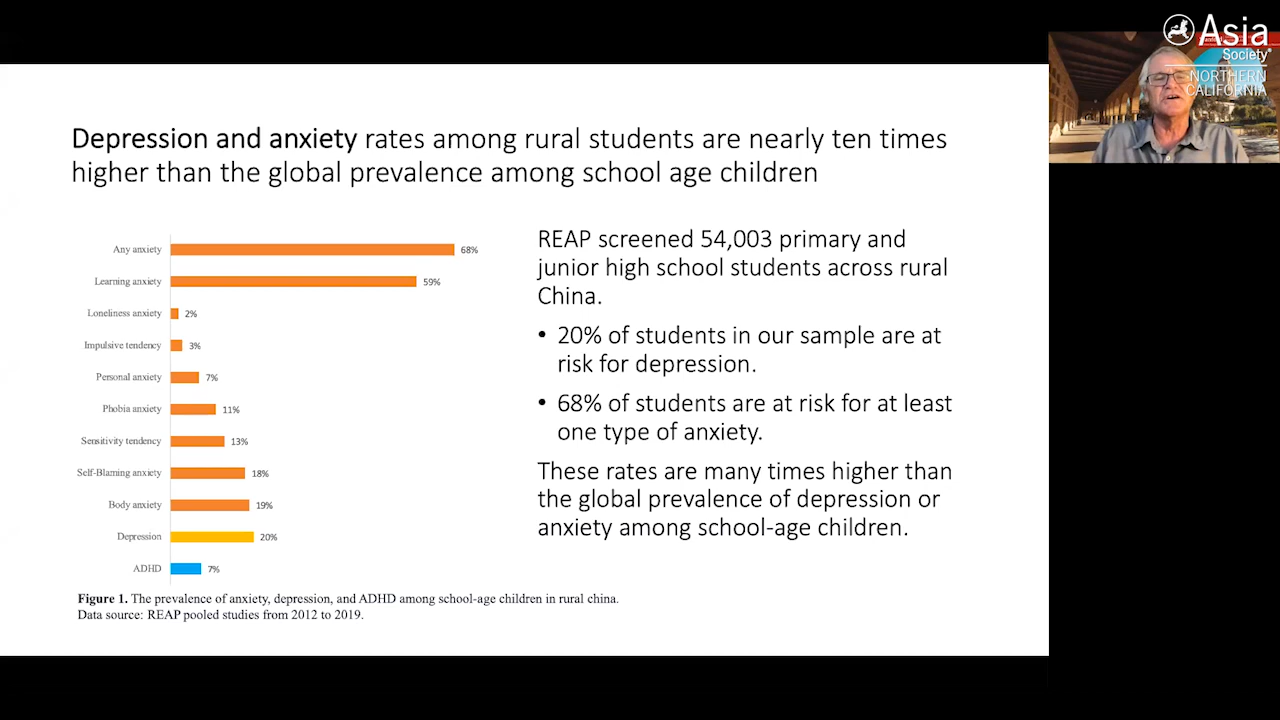 Asia
Society
NORTHERN
CALIFORNIA
Depression and anxiety rates among rural students are nearly ten times
higher than the global prevalence among school age children
Any anxiety 68%
Learning anxiety 59%
Loneliness anxiety 2%
Impulsive tendency 3%
Personal anxiety 7%
Phobia anxiety 11%
Sensitivity tendency 13%
Self-Blaming anxiety 18%
Body anxiety 19%
Depression 20%
ADHD 7%
Figure 1. The prevalence of anxiety, depression, and ADHD among school-age children in rural china.
Data source: REAP pooled studies from 2012 to 2019.
REAP screened 54,003 primary and
junior high school students across rural
China.
• 20% of students in our sample are at
risk for depression.
• 68% of students are at risk for at least
one type of anxiety.
These rates are many times higher than
the global prevalence of depression or
anxiety among school-age children.